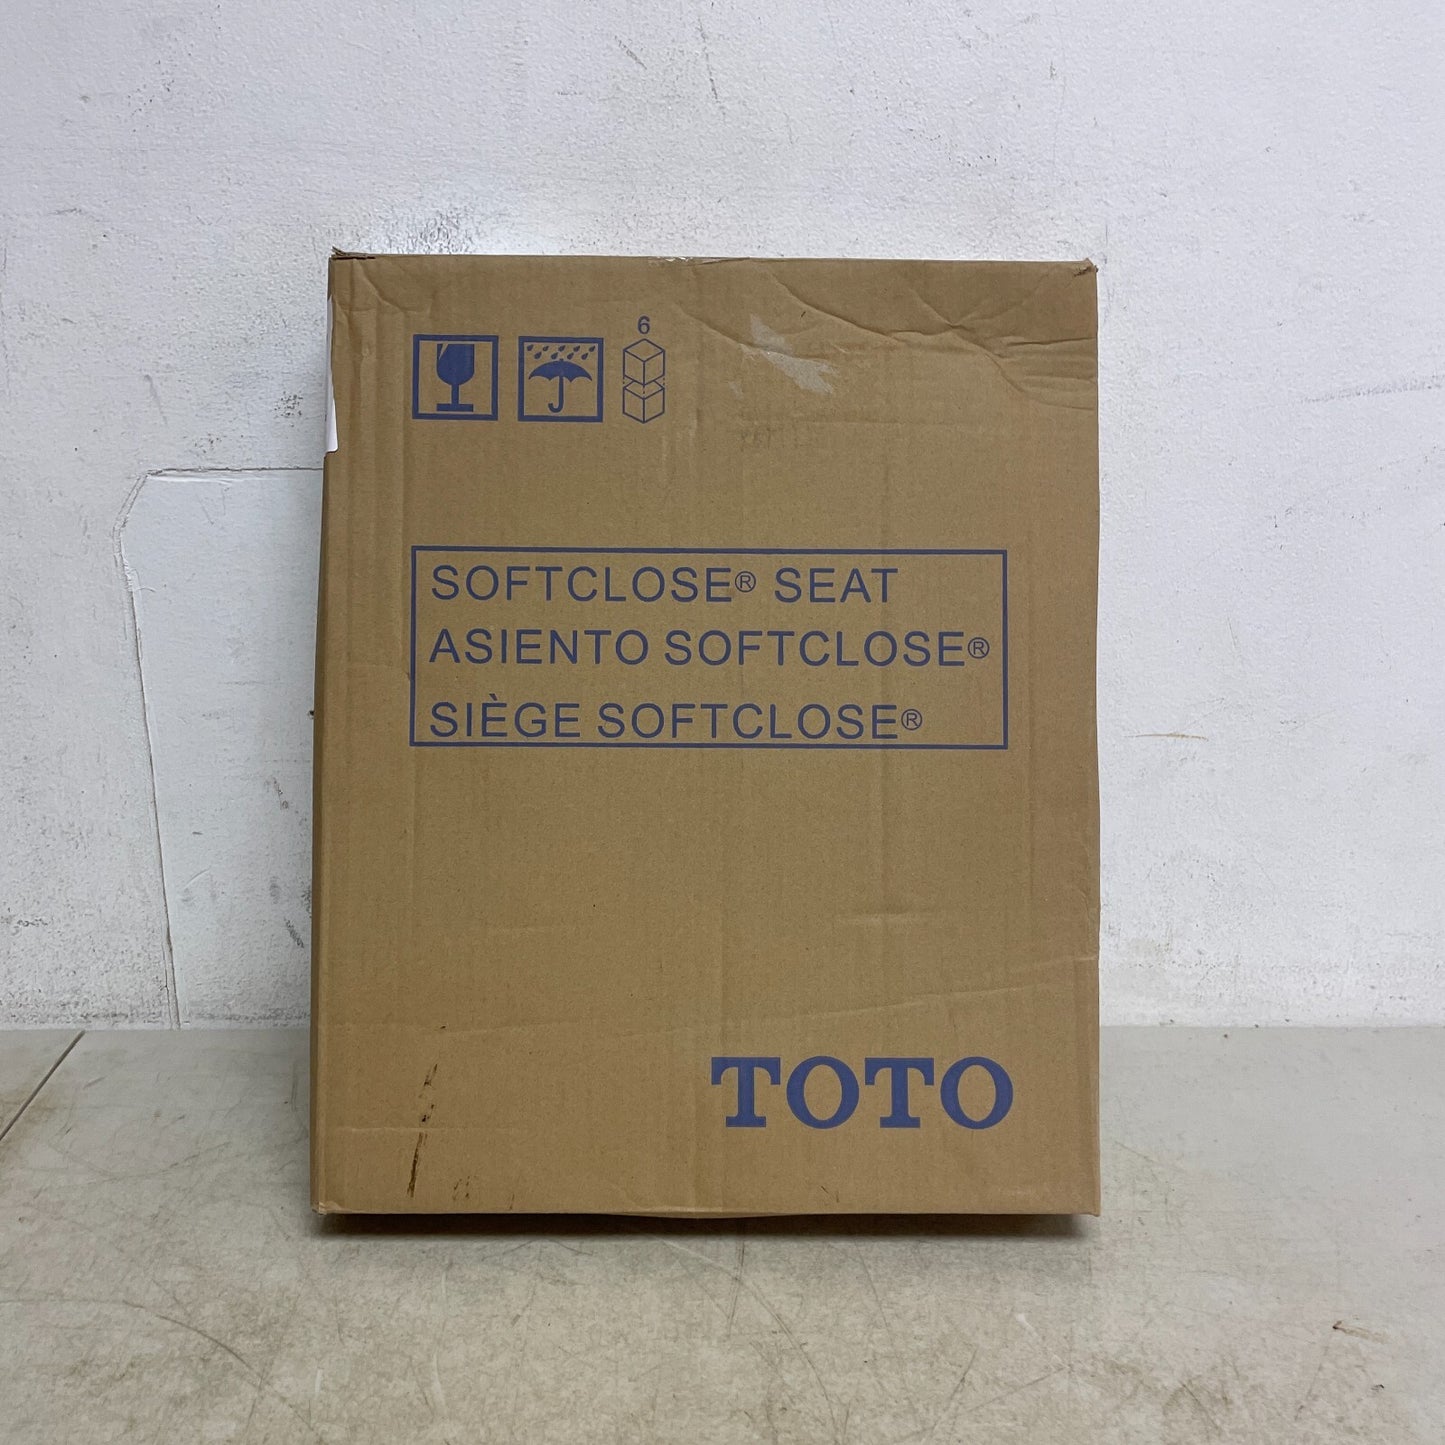 6
SOFTCLOSE® SEAT
ASIENTO SOFTCLOSE®
SIÈGE SOFTCLOSE®
TOTO